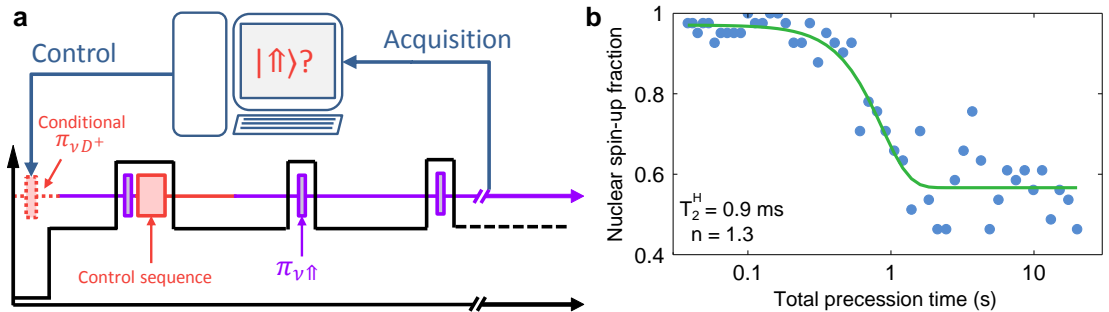 a
Control
Acquisition
|⇑⟩?
Conditional
π_νD⁺
Control sequence
π_ν⇑
b
Nuclear spin-up fraction
1
0.8
0.6
0.4
T₂ᴴ = 0.9 ms
n = 1.3
0.1
1
10
Total precession time (s)